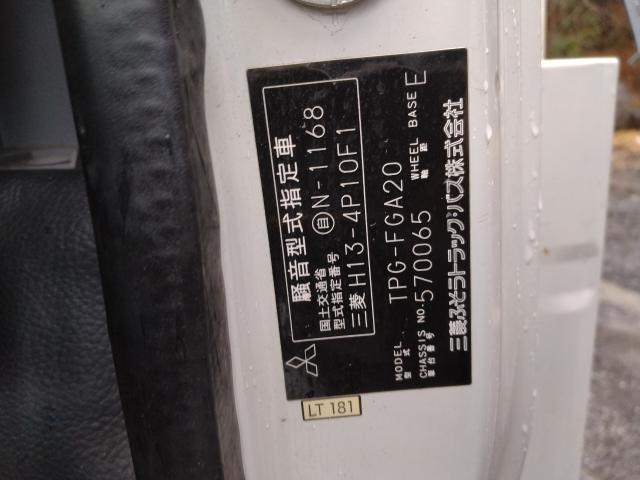 騒音型式指定車
国土交通省
型式指定番号
自 N-1168
三菱 H13-4P10F1
MODEL
型式
TPG-FGA20
CHASSIS NO.
車台番号
570065
WHEEL BASE
軸距
E
三菱ふそうトラック・バス株式会社
LT 181